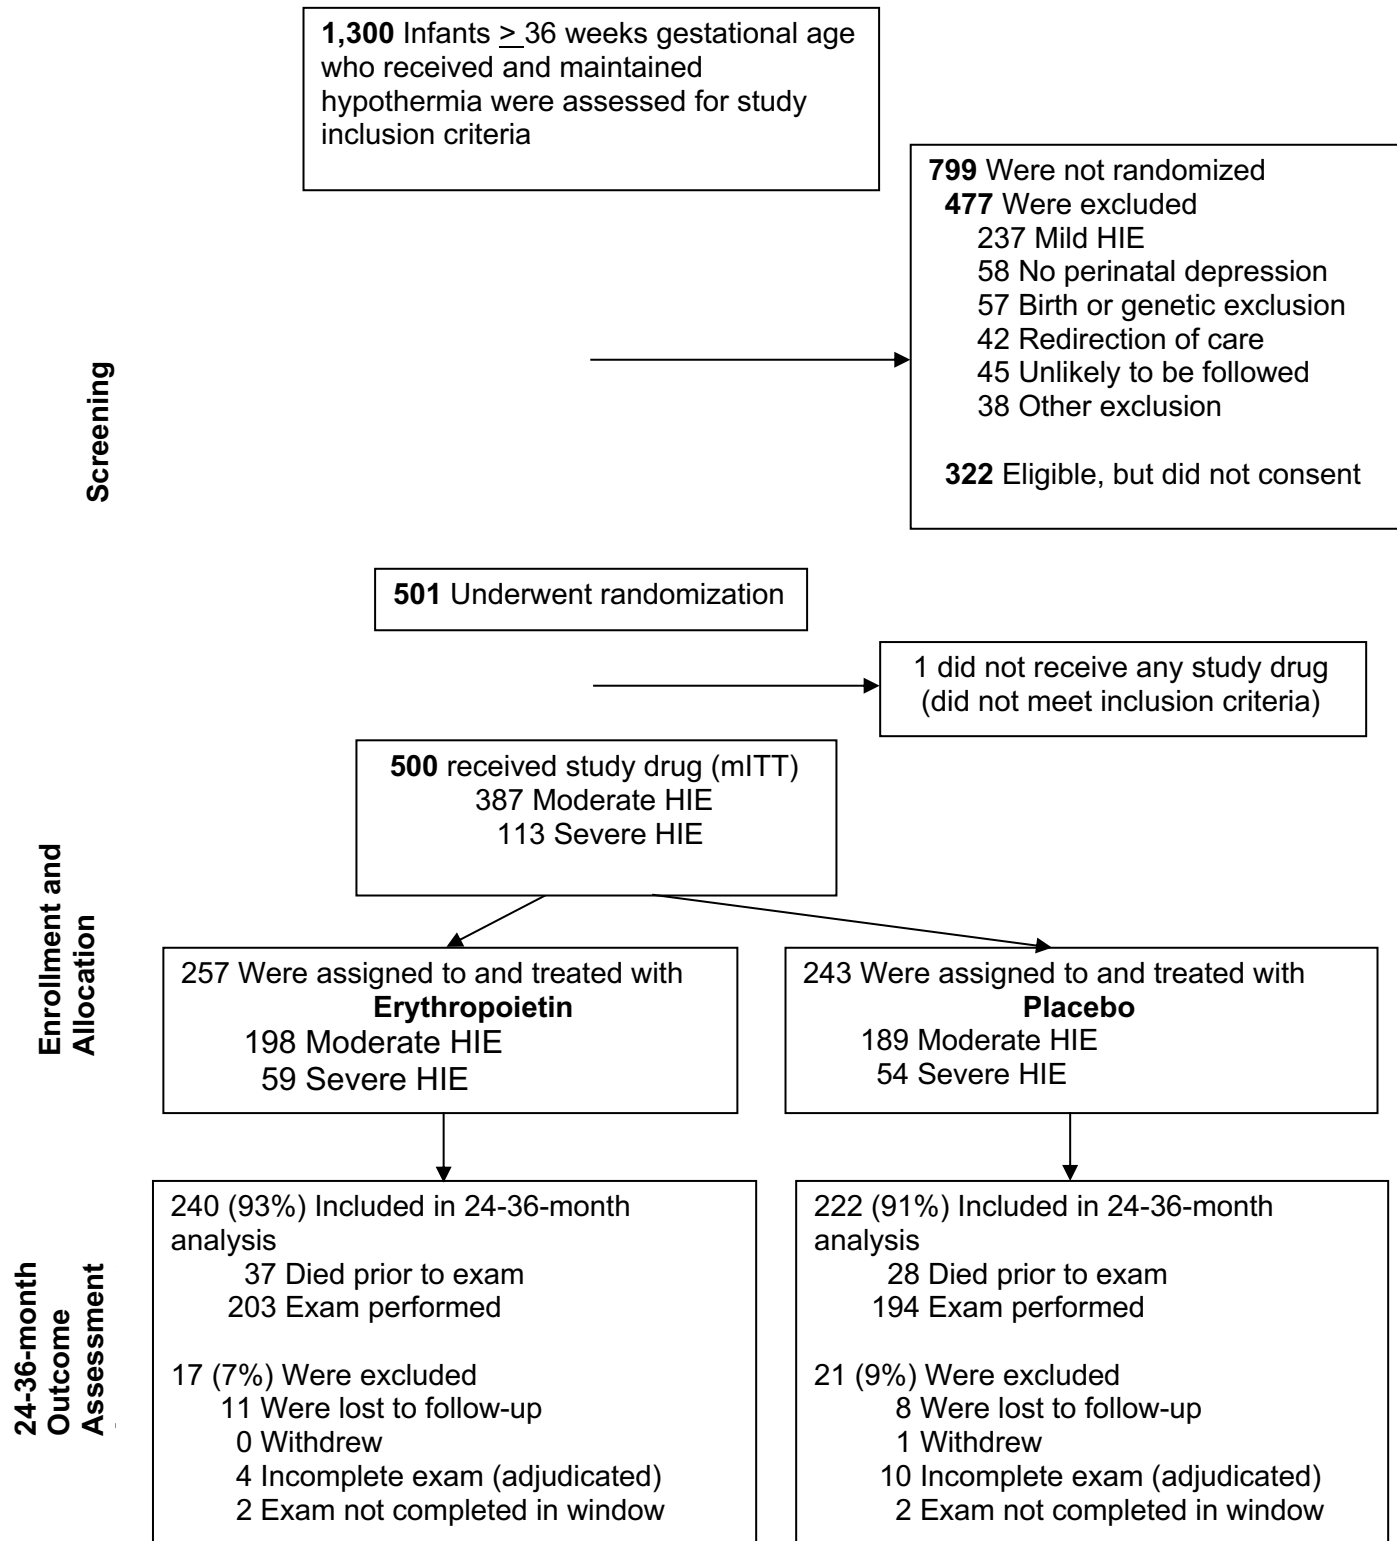 1,300 Infants > 36 weeks gestational age
who received and maintained
hypothermia were assessed for study
inclusion criteria
799 Were not randomized
477 Were excluded
237 Mild HIE
58 No perinatal depression
57 Birth or genetic exclusion
42 Redirection of care
45 Unlikely to be followed
38 Other exclusion
322 Eligible, but did not consent
Screening
501 Underwent randomization
1 did not receive any study drug
(did not meet inclusion criteria)
500 received study drug (mITT)
387 Moderate HIE
113 Severe HIE
Enrollment and
Allocation
257 Were assigned to and treated with
Erythropoietin
198 Moderate HIE
59 Severe HIE
243 Were assigned to and treated with
Placebo
189 Moderate HIE
54 Severe HIE
24-36-month
Outcome
Assessment
240 (93%) Included in 24-36-month
analysis
37 Died prior to exam
203 Exam performed
17 (7%) Were excluded
11 Were lost to follow-up
0 Withdrew
4 Incomplete exam (adjudicated)
2 Exam not completed in window
222 (91%) Included in 24-36-month
analysis
28 Died prior to exam
194 Exam performed
21 (9%) Were excluded
8 Were lost to follow-up
1 Withdrew
10 Incomplete exam (adjudicated)
2 Exam not completed in window